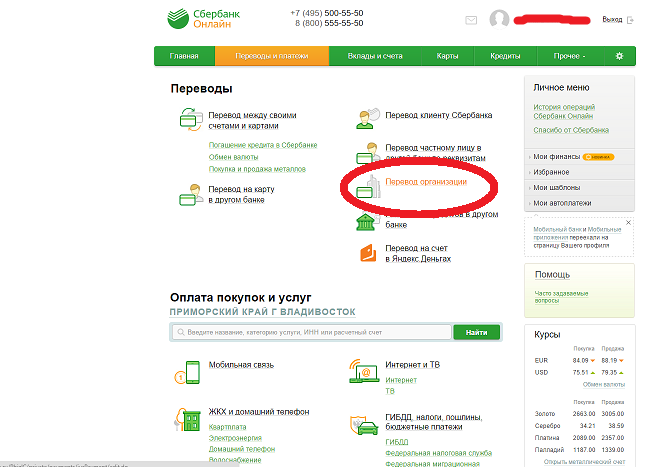 Сбербанк
Онлайн
+7 (495) 500-55-50
8 (800) 555-55-50
Выход
Главная
Переводы и платежи
Вклады и счета
Карты
Кредиты
Прочее
Переводы
Перевод между своими
счетами и картами
Погашение кредита в Сбербанке
Обмен валюты
Покупка и продажа металлов
Перевод на карту
в другом банке
Перевод клиенту Сбербанка
Перевод частному лицу в
Перевод организации
в другом
банке
Перевод на счет
в Яндекс.Деньгах
Оплата покупок и услуг
ПРИМОРСКИЙ КРАЙ Г ВЛАДИВОСТОК
Введите название, категорию услуги, ИНН или расчетный счет
Найти
Мобильная связь
Интернет и ТВ
Интернет
ТВ
ЖКХ и домашний телефон
Квартплата
Электроэнергия
Домашний телефон
Водоснабжение
ГИБДД, налоги, пошлины,
бюджетные платежи
ГИБДД
Федеральная налоговая служба
Федеральная миграционная
Личное меню
История операций
Сбербанк Онлайн
Спасибо от Сбербанка
Мои финансы
Избранное
Мои шаблоны
Мои автоплатежи
Мобильный банк и Мобильные
приложения переехали на
страницу Вашего профиля
Помощь
Часто задаваемые
вопросы
Курсы
Покупка Продажа
EUR 84.09 88.19
USD 75.51 79.35
Обмен валюты
Покупка Продажа
Золото 2663.00 3005.00
Серебро 34.21 38.59
Платина 2089.00 2357.00
Палладий 1187.00 1339.00
Открыть металлический счет